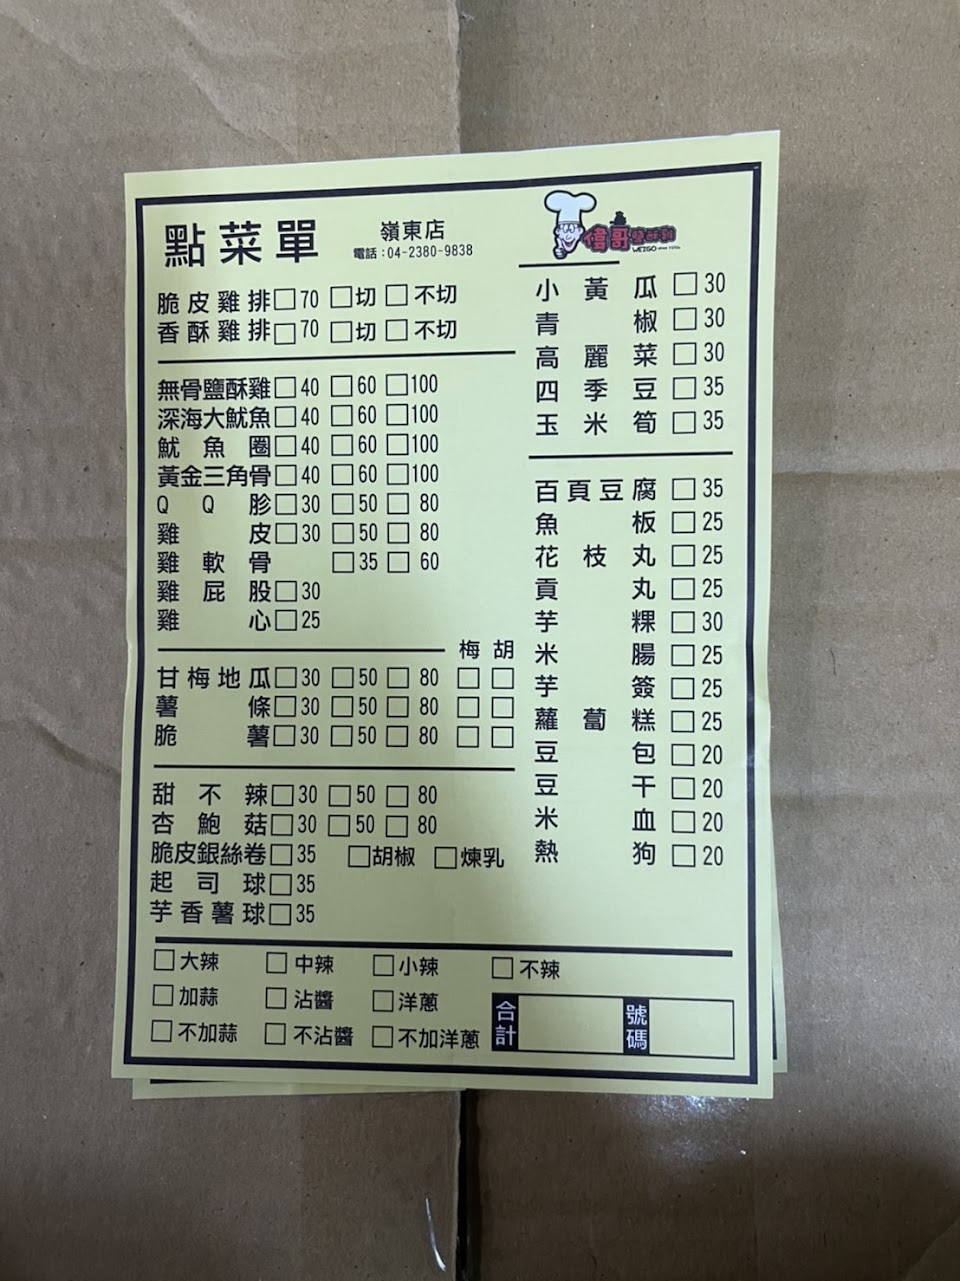 點菜單
嶺東店
電話:04-2380-9838
偉哥鹽酥雞
WEIGO
脆皮雞排□70 □切 □不切
香酥雞排□70 □切 □不切
無骨鹽酥雞□40 □60 □100
深海大魷魚□40 □60 □100
魷魚圈□40 □60 □100
黃金三角骨□40 □60 □100
QQ胗□30 □50 □80
雞皮□30 □50 □80
雞軟骨 □35 □60
雞屁股□30
雞心□25
梅 胡
甘梅地瓜□30 □50 □80 □ □
薯條□30 □50 □80 □ □
脆薯□30 □50 □80 □ □
甜不辣□30 □50 □80
杏鮑菇□30 □50 □80
脆皮銀絲卷□35 □胡椒 □煉乳
起司球□35
芋香薯球□35
小黃瓜□30
青椒□30
高麗菜□30
四季豆□35
玉米筍□35
百頁豆腐□35
魚板□25
花枝丸□25
貢丸□25
芋粿□30
米腸□25
芋簽□25
蘿蔔糕□25
豆包□20
豆干□20
米血□20
熱狗□20
□大辣 □中辣 □小辣 □不辣
□加蒜 □沾醬 □洋蔥
□不加蒜 □不沾醬 □不加洋蔥
合計 號碼